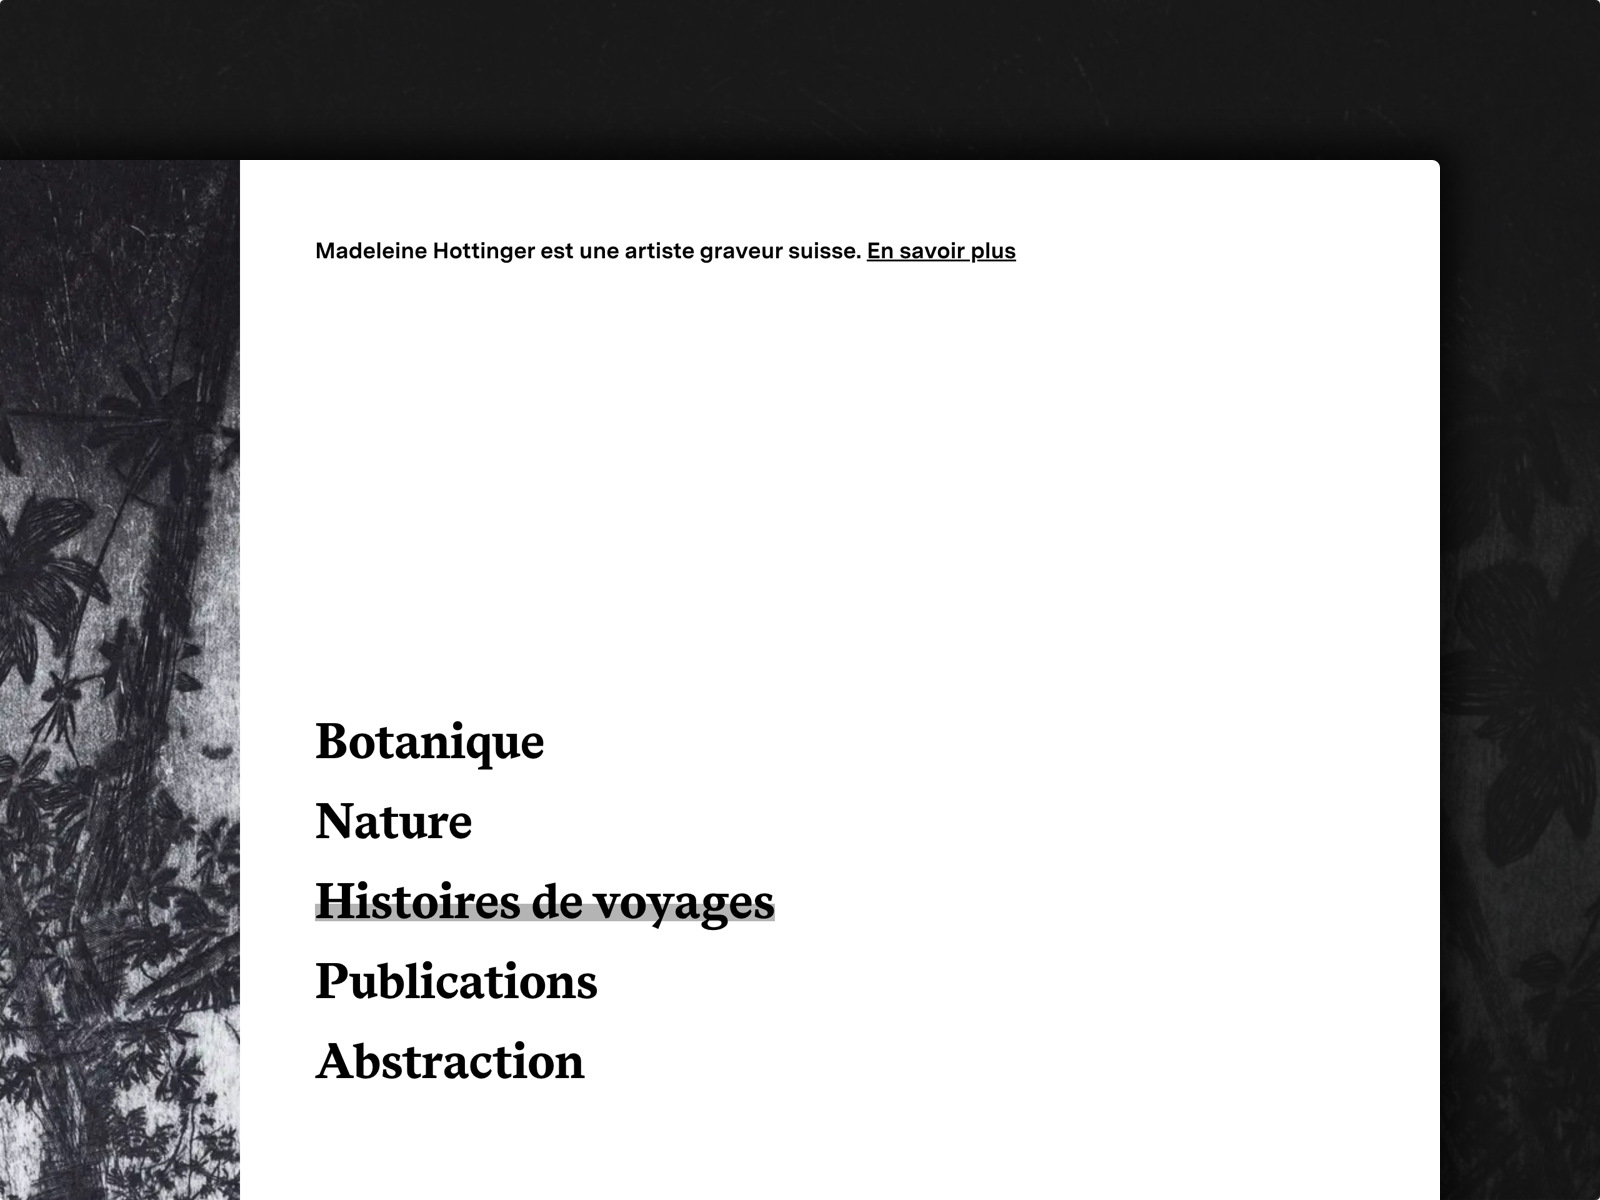 Madeleine Hottinger est une artiste graveur suisse. En savoir plus
Botanique
Nature
Histoires de voyages
Publications
Abstraction